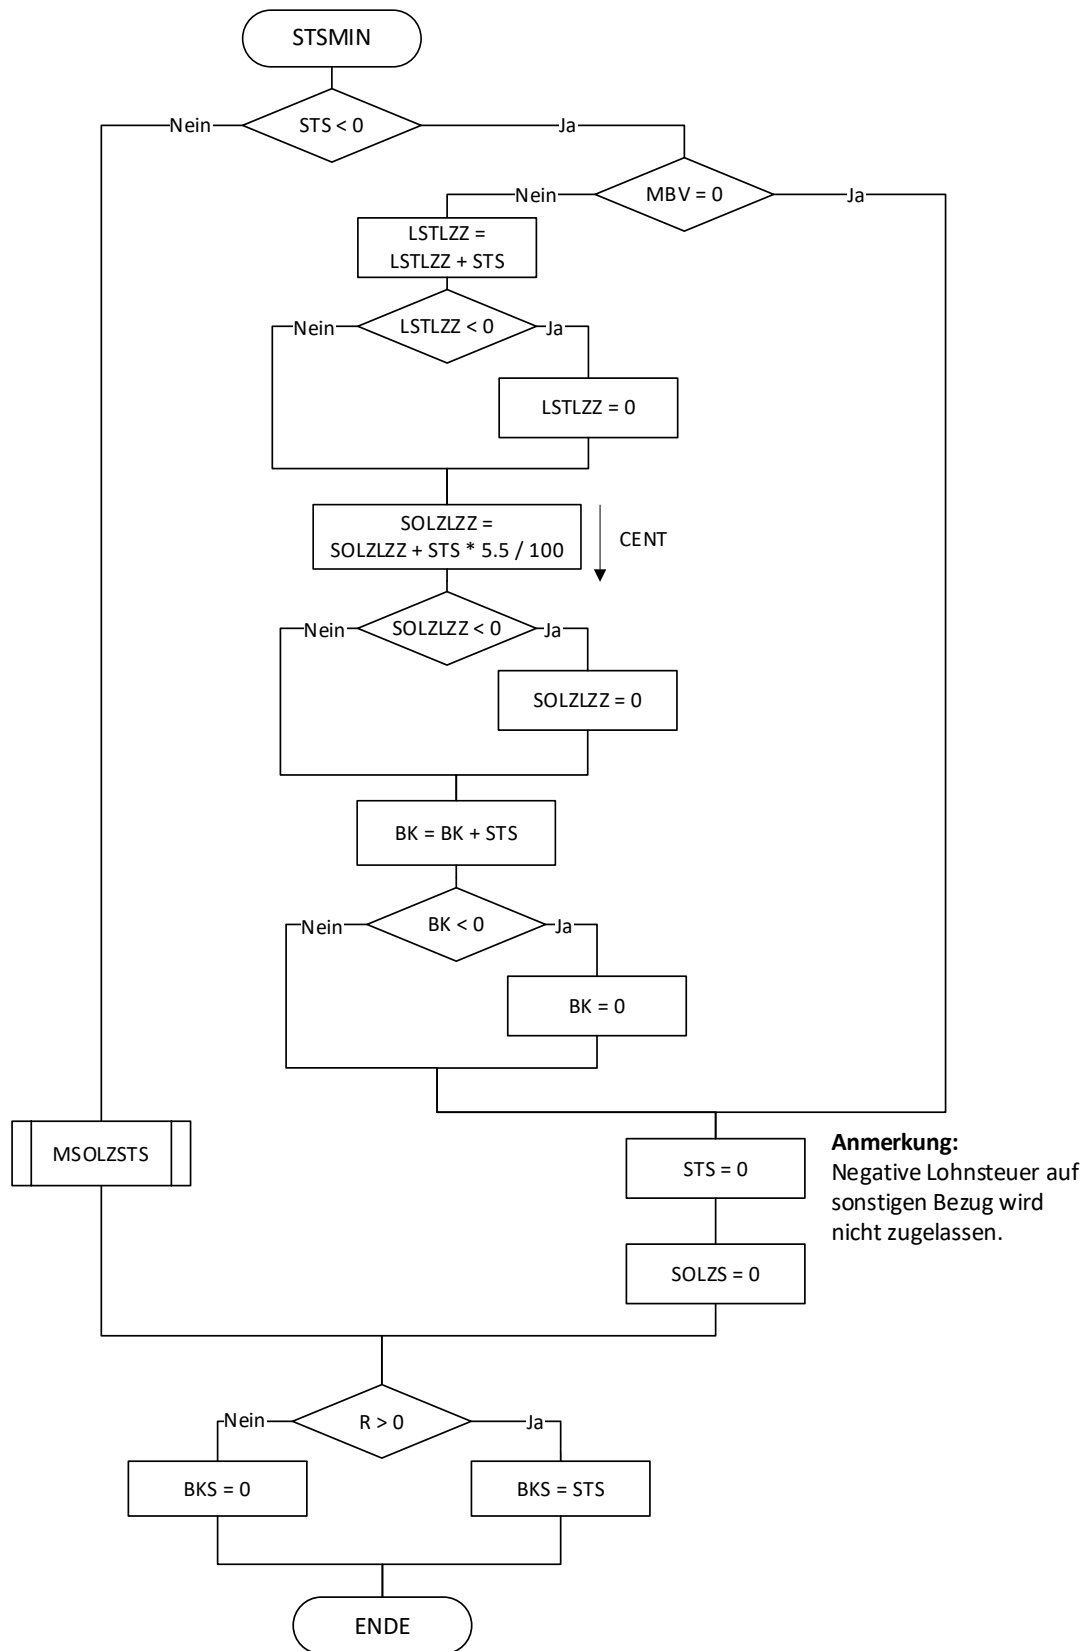 STSMIN
STS < 0
Nein
Ja
MBV = 0
Nein
Ja
LSTLZZ =
LSTLZZ + STS
LSTLZZ < 0
Nein
Ja
LSTLZZ = 0
SOLZLZZ =
SOLZLZZ + STS * 5.5 / 100
CENT
SOLZLZZ < 0
Nein
Ja
SOLZLZZ = 0
BK = BK + STS
BK < 0
Nein
Ja
BK = 0
MSOLZSTS
STS = 0
Anmerkung:
Negative Lohnsteuer auf
sonstigen Bezug wird
nicht zugelassen.
SOLZS = 0
R > 0
Nein
Ja
BKS = 0
BKS = STS
ENDE